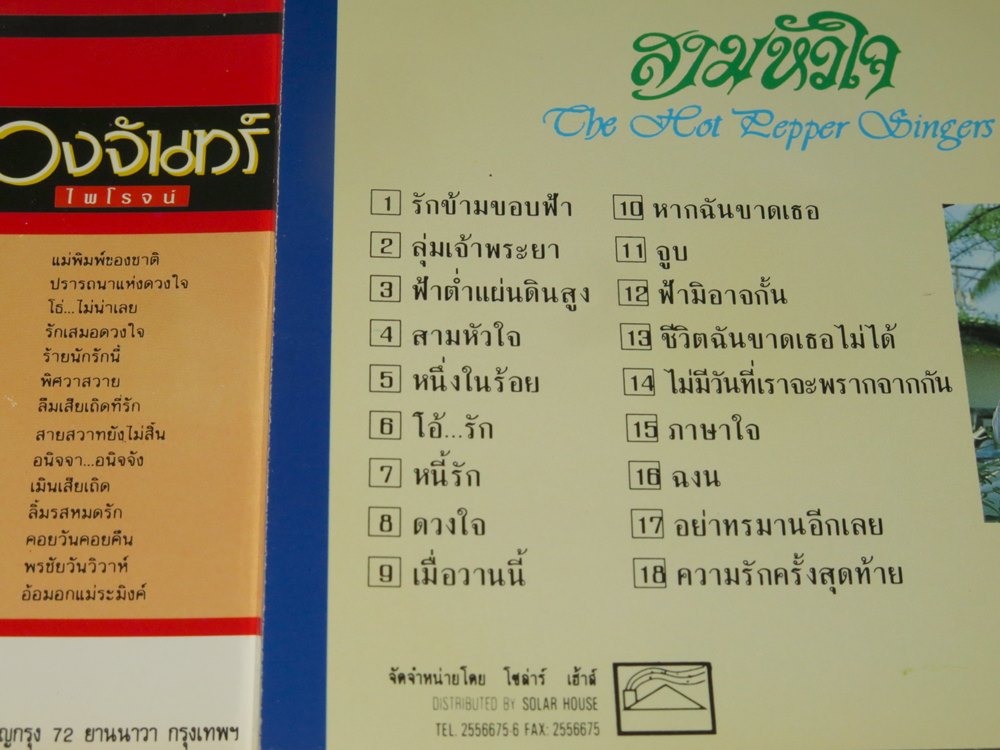 วงจันทร์
ไพโรจน์
แม่พิมพ์ของชาติ
ปรารถนาแห่งดวงใจ
โธ่...ไม่น่าเลย
รักเสมอดวงใจ
ร้ายนักรักนี่
พิศวาสวาย
ลืมเสียเถิดที่รัก
สายสวาทยังไม่สิ้น
อนิจจา...อนิจจัง
เมินเสียเถิด
ลิ้มรสหมดรัก
คอยวันคอยคืน
พรชัยวันวิวาห์
อ้อมอกแม่ระมิงค์
ญกรุง 72 ยานนาวา กรุงเทพฯ
สามหัวใจ
The Hot Pepper Singers
1 รักข้ามขอบฟ้า
2 ลุ่มเจ้าพระยา
3 ฟ้าต่ำแผ่นดินสูง
4 สามหัวใจ
5 หนึ่งในร้อย
6 โอ้...รัก
7 หนี้รัก
8 ดวงใจ
9 เมื่อวานนี้
10 หากฉันขาดเธอ
11 จูบ
12 ฟ้ามิอาจกั้น
13 ชีวิตฉันขาดเธอไม่ได้
14 ไม่มีวันที่เราจะพรากจากกัน
15 ภาษาใจ
16 ฉงน
17 อย่าทรมานอีกเลย
18 ความรักครั้งสุดท้าย
จัดจำหน่ายโดย โซล่าร์ เฮ้าส์
DISTRIBUTED BY SOLAR HOUSE
TEL. 2556675-6 FAX: 2556675